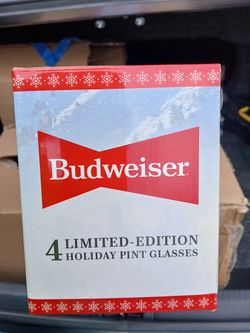 Budweiser
4 LIMITED-EDITION
HOLIDAY PINT GLASSES